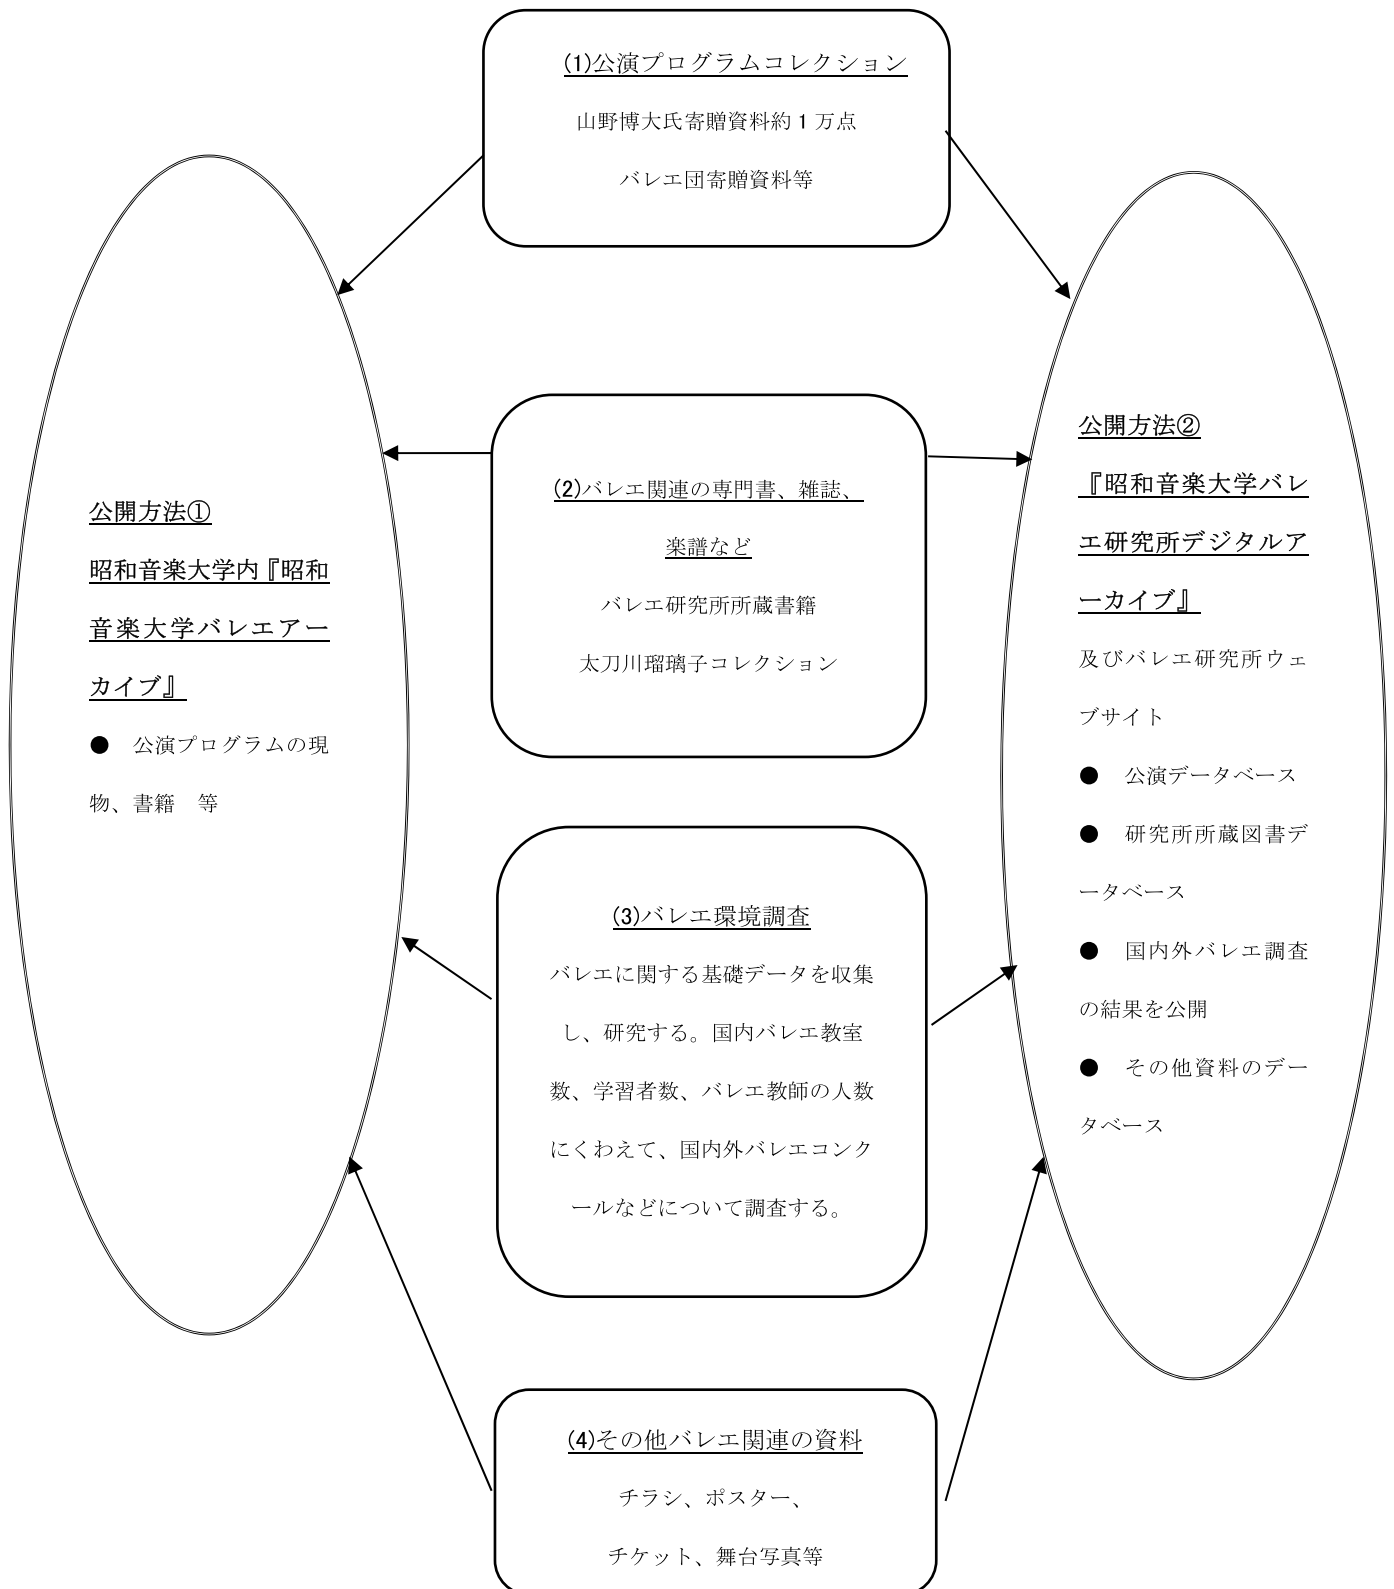 (1)公演プログラムコレクション
山野博大氏寄贈資料約 1 万点
バレエ団寄贈資料等
公開方法①
昭和音楽大学内『昭和
音楽大学バレエアー
カイブ』
● 公演プログラムの現
物、書籍　等
(2)バレエ関連の専門書、雑誌、
楽譜など
バレエ研究所所蔵書籍
太刀川瑠璃子コレクション
(3)バレエ環境調査
バレエに関する基礎データを収集
し、研究する。国内バレエ教室
数、学習者数、バレエ教師の人数
にくわえて、国内外バレエコンク
ールなどについて調査する。
(4)その他バレエ関連の資料
チラシ、ポスター、
チケット、舞台写真等
公開方法②
『昭和音楽大学バレ
エ研究所デジタルア
ーカイブ』
及びバレエ研究所ウェ
ブサイト
● 公演データベース
● 研究所所蔵図書デ
ータベース
● 国内外バレエ調査
の結果を公開
● その他資料のデー
タベース